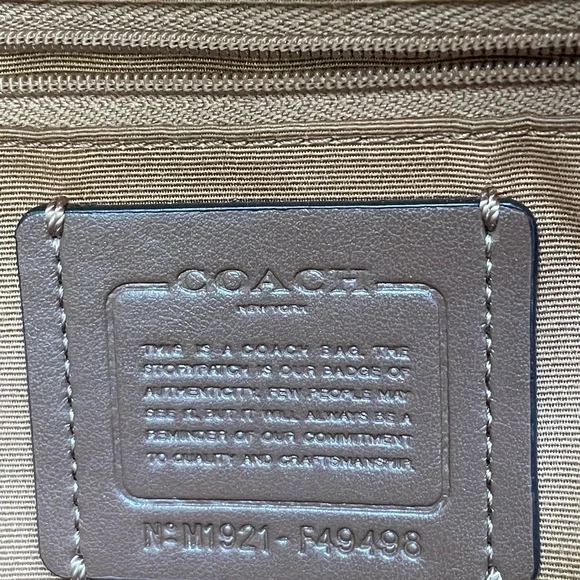 COACH
NEW YORK
THIS IS A COACH BAG. THE
STORYPATCH IS OUR BADGE OF
AUTHENTICITY. FEW PEOPLE MAY
SEE IT, BUT IT WILL ALWAYS BE A
REMINDER OF OUR COMMITMENT
TO QUALITY AND CRAFTSMANSHIP.
Nº M1921-F49498